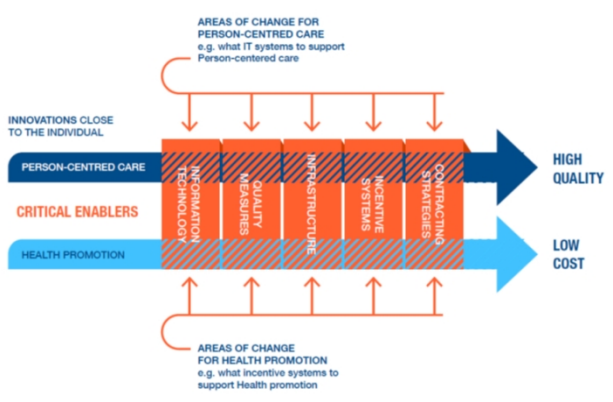 AREAS OF CHANGE FOR
PERSON-CENTRED CARE
e.g. what IT systems to support
Person-centered care
INNOVATIONS CLOSE
TO THE INDIVIDUAL
PERSON-CENTRED CARE
CRITICAL ENABLERS
HEALTH PROMOTION
INFORMATION
TECHNOLOGY
QUALITY
MEASURES
INFRASTRUCTURE
INCENTIVE
SYSTEMS
CONTRACTING
STRATEGIES
HIGH
QUALITY
LOW
COST
AREAS OF CHANGE
FOR HEALTH PROMOTION
e.g. what incentive systems to
support Health promotion